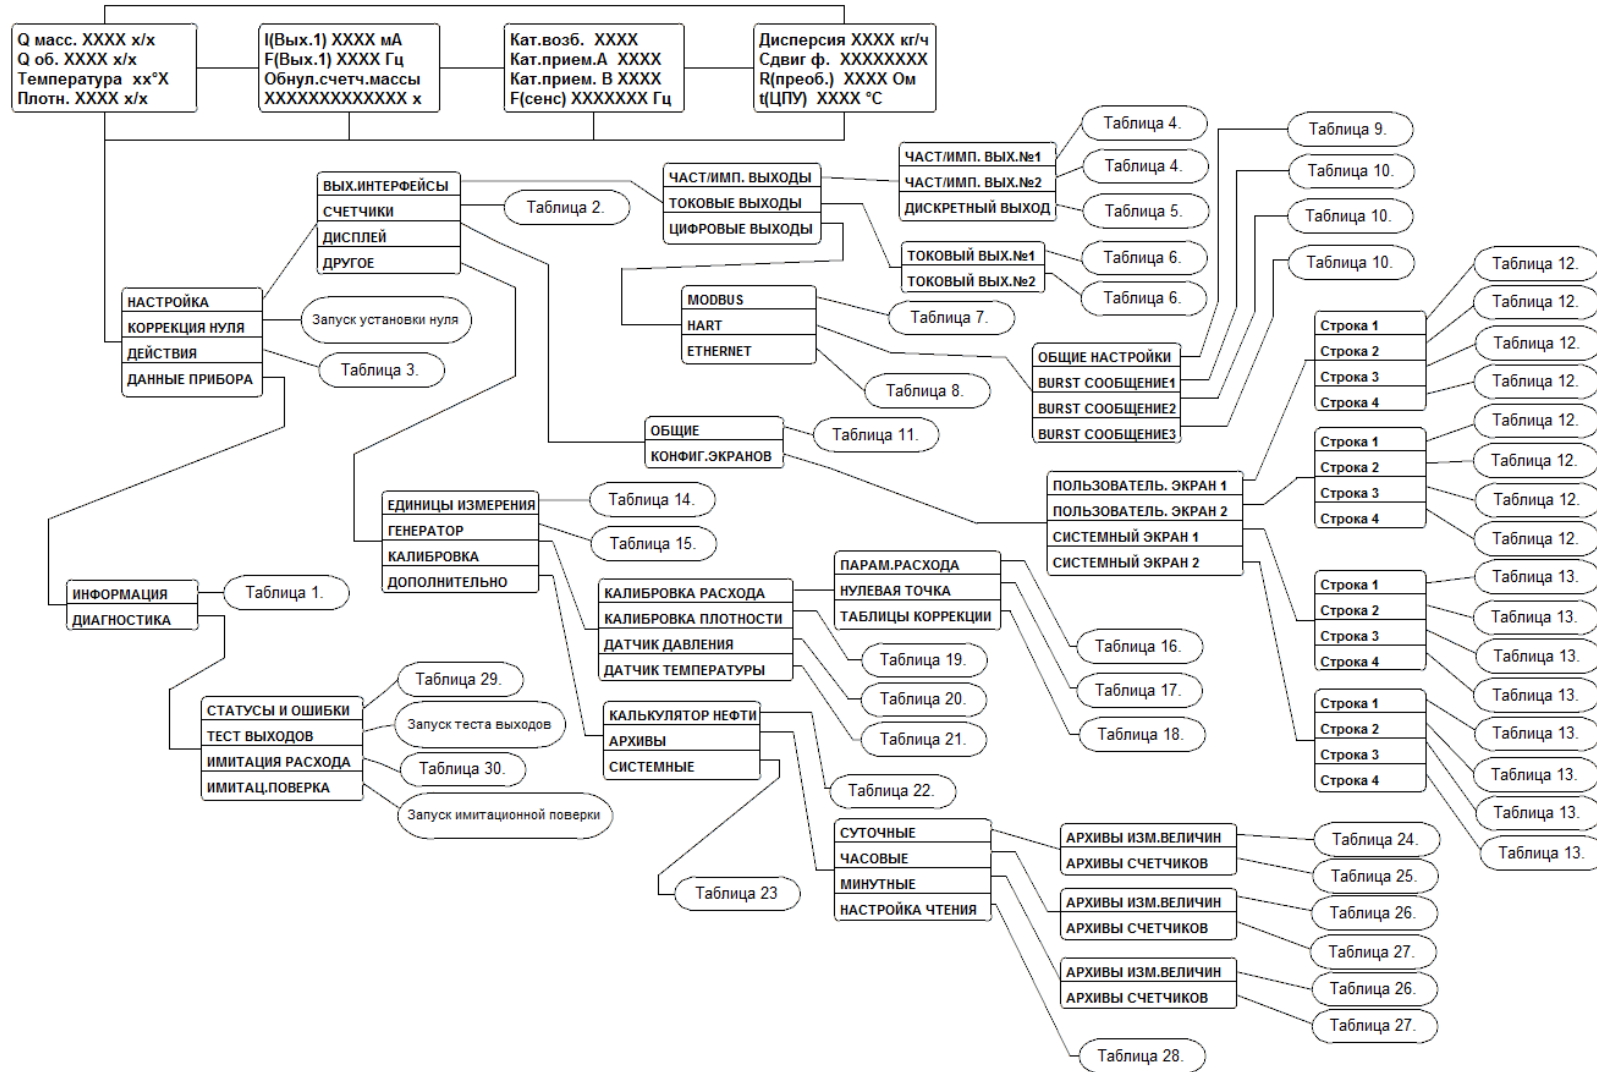 Q масс. XXXX x/x
Q об. XXXX x/x
Температура xx°X
Плотн. XXXX x/x
I(Вых.1) XXXX мА
F(Вых.1) XXXX Гц
Обнул.счетч.массы
XXXXXXXXXXXXX x
Кат.возб. XXXX
Кат.прием.А XXXX
Кат.прием. В XXXX
F(сенс) XXXXXXX Гц
Дисперсия XXXX кг/ч
Сдвиг ф. XXXXXXXX
R(преоб.) XXXX Ом
t(ЦПУ) XXXX °C
НАСТРОЙКА
КОРРЕКЦИЯ НУЛЯ
ДЕЙСТВИЯ
ДАННЫЕ ПРИБОРА
Запуск установки нуля
Таблица 3.
ВЫХ.ИНТЕРФЕЙСЫ
СЧЕТЧИКИ
ДИСПЛЕЙ
ДРУГОЕ
Таблица 2.
ЧАСТ/ИМП. ВЫХОДЫ
ТОКОВЫЕ ВЫХОДЫ
ЦИФРОВЫЕ ВЫХОДЫ
ЧАСТ/ИМП. ВЫХ.№1
ЧАСТ/ИМП. ВЫХ.№2
ДИСКРЕТНЫЙ ВЫХОД
Таблица 4.
Таблица 4.
Таблица 5.
ТОКОВЫЙ ВЫХ.№1
ТОКОВЫЙ ВЫХ.№2
Таблица 6.
Таблица 6.
MODBUS
HART
ETHERNET
Таблица 7.
Таблица 8.
ОБЩИЕ НАСТРОЙКИ
BURST СООБЩЕНИЕ1
BURST СООБЩЕНИЕ2
BURST СООБЩЕНИЕ3
Таблица 9.
Таблица 10.
Таблица 10.
Таблица 10.
ОБЩИЕ
КОНФИГ.ЭКРАНОВ
Таблица 11.
ПОЛЬЗОВАТЕЛЬ. ЭКРАН 1
ПОЛЬЗОВАТЕЛЬ. ЭКРАН 2
СИСТЕМНЫЙ ЭКРАН 1
СИСТЕМНЫЙ ЭКРАН 2
Строка 1
Строка 2
Строка 3
Строка 4
Таблица 12.
Таблица 12.
Таблица 12.
Таблица 12.
Строка 1
Строка 2
Строка 3
Строка 4
Таблица 12.
Таблица 12.
Таблица 12.
Таблица 12.
Строка 1
Строка 2
Строка 3
Строка 4
Таблица 13.
Таблица 13.
Таблица 13.
Таблица 13.
Строка 1
Строка 2
Строка 3
Строка 4
Таблица 13.
Таблица 13.
Таблица 13.
Таблица 13.
ЕДИНИЦЫ ИЗМЕРЕНИЯ
ГЕНЕРАТОР
КАЛИБРОВКА
ДОПОЛНИТЕЛЬНО
Таблица 14.
Таблица 15.
КАЛИБРОВКА РАСХОДА
КАЛИБРОВКА ПЛОТНОСТИ
ДАТЧИК ДАВЛЕНИЯ
ДАТЧИК ТЕМПЕРАТУРЫ
ПАРАМ.РАСХОДА
НУЛЕВАЯ ТОЧКА
ТАБЛИЦЫ КОРРЕКЦИИ
Таблица 16.
Таблица 17.
Таблица 18.
Таблица 19.
Таблица 20.
Таблица 21.
КАЛЬКУЛЯТОР НЕФТИ
АРХИВЫ
СИСТЕМНЫЕ
Таблица 22.
Таблица 23
СУТОЧНЫЕ
ЧАСОВЫЕ
МИНУТНЫЕ
НАСТРОЙКА ЧТЕНИЯ
АРХИВЫ ИЗМ.ВЕЛИЧИН
АРХИВЫ СЧЕТЧИКОВ
Таблица 24.
Таблица 25.
АРХИВЫ ИЗМ.ВЕЛИЧИН
АРХИВЫ СЧЕТЧИКОВ
Таблица 26.
Таблица 27.
АРХИВЫ ИЗМ.ВЕЛИЧИН
АРХИВЫ СЧЕТЧИКОВ
Таблица 26.
Таблица 27.
Таблица 28.
ИНФОРМАЦИЯ
ДИАГНОСТИКА
Таблица 1.
СТАТУСЫ И ОШИБКИ
ТЕСТ ВЫХОДОВ
ИМИТАЦИЯ РАСХОДА
ИМИТАЦ.ПОВЕРКА
Таблица 29.
Запуск теста выходов
Таблица 30.
Запуск имитационной поверки